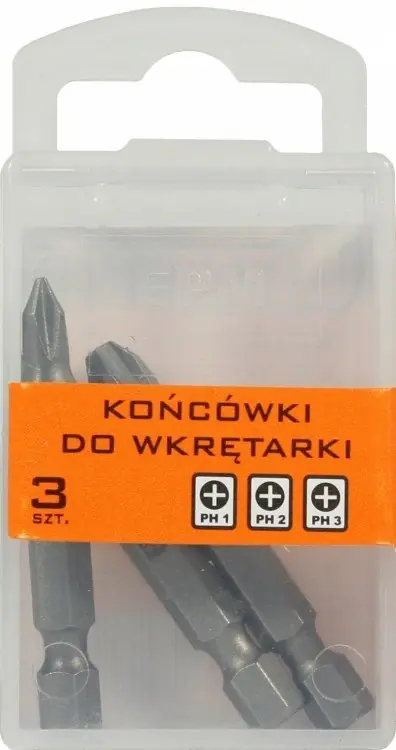 KOŃCÓWKI
DO WKRĘTARKI
3
SZT.
PH 1
PH 2
PH 3